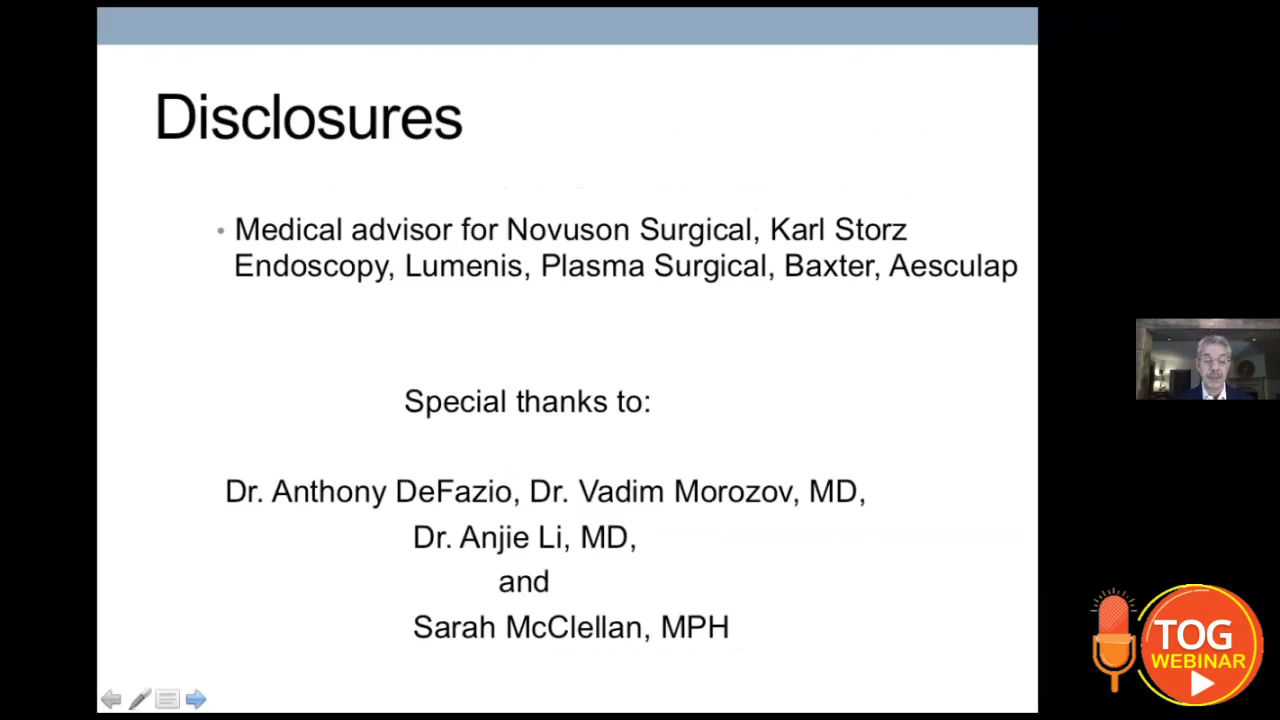 Disclosures
• Medical advisor for Novuson Surgical, Karl Storz
Endoscopy, Lumenis, Plasma Surgical, Baxter, Aesculap
Special thanks to:
Dr. Anthony DeFazio, Dr. Vadim Morozov, MD,
Dr. Anjie Li, MD,
and
Sarah McClellan, MPH
TOG
WEBINAR